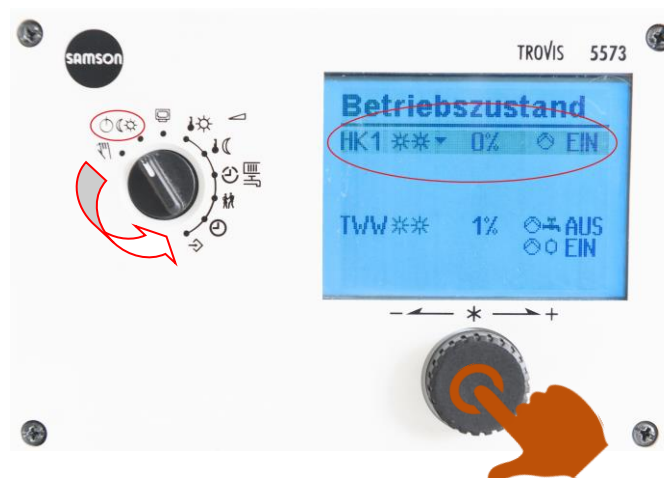 SAMSON
TROVIS 5573
Betriebszustand
HK1 0% EIN
TWW 1% AUS
EIN
− * +